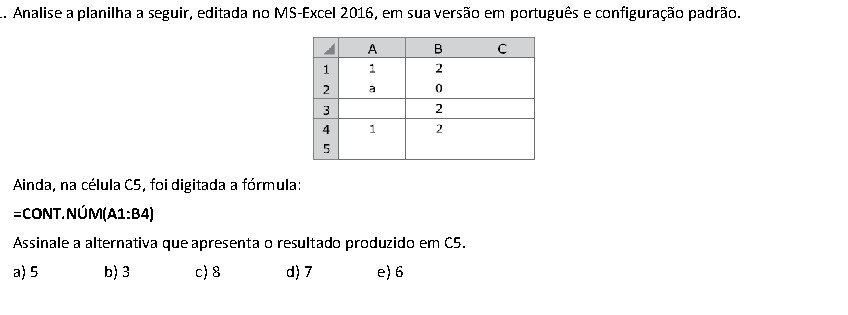 . Analise a planilha a seguir, editada no MS-Excel 2016, em sua versão em português e configuração padrão.
A B C
1 1 2
2 a 0
3 2
4 1 2
5
Ainda, na célula C5, foi digitada a fórmula:
=CONT.NÚM(A1:B4)
Assinale a alternativa que apresenta o resultado produzido em C5.
a) 5 b) 3 c) 8 d) 7 e) 6